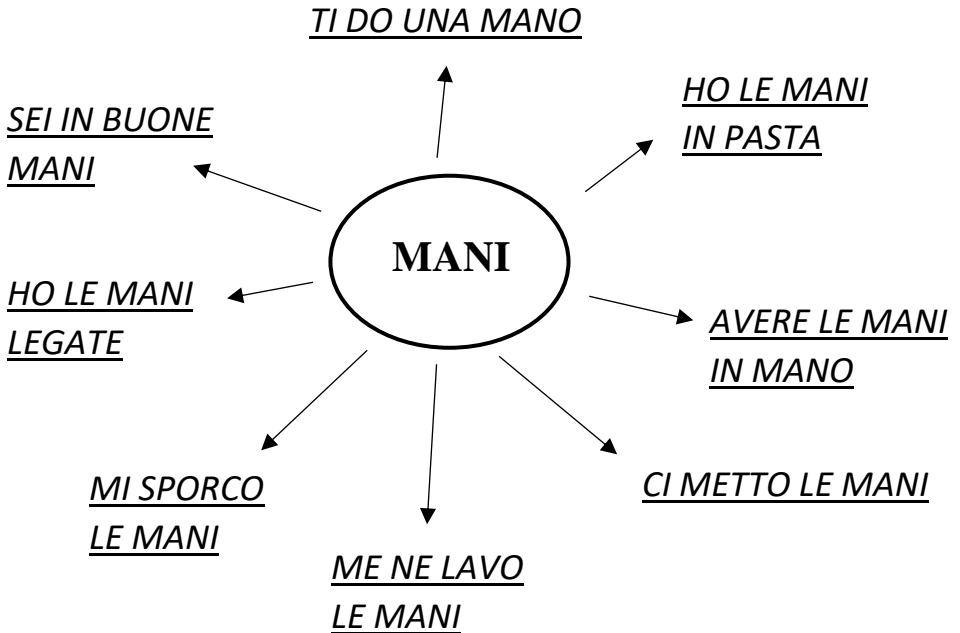 TI DO UNA MANO
HO LE MANI
IN PASTA
SEI IN BUONE
MANI
MANI
HO LE MANI
LEGATE
AVERE LE MANI
IN MANO
MI SPORCO
LE MANI
CI METTO LE MANI
ME NE LAVO
LE MANI